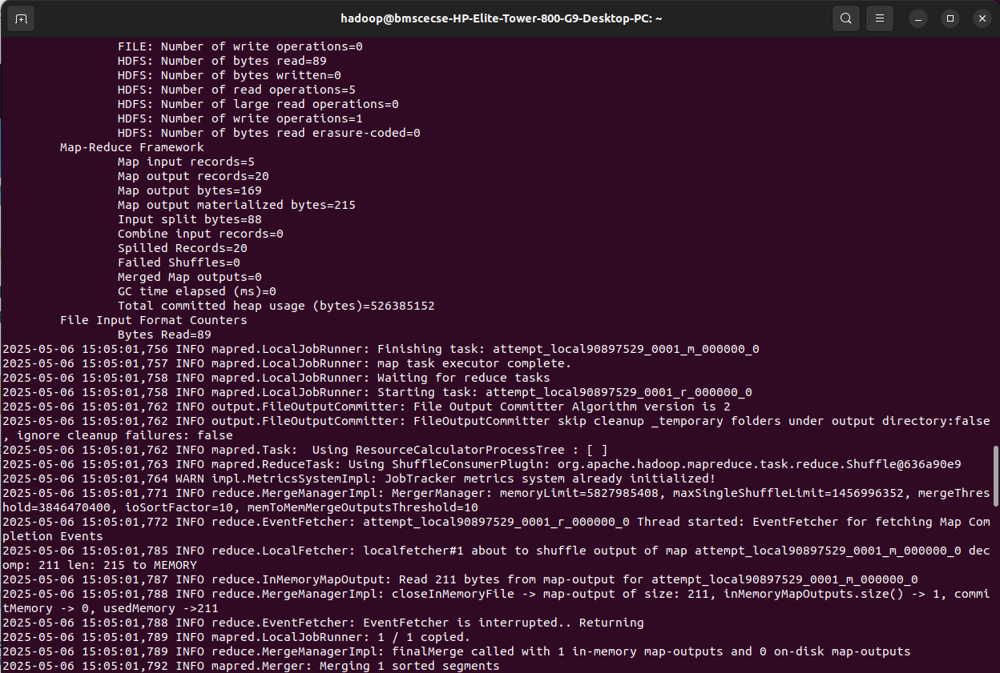 hadoop@bmscecse-HP-Elite-Tower-800-G9-Desktop-PC: ~
FILE: Number of write operations=0
HDFS: Number of bytes read=89
HDFS: Number of bytes written=0
HDFS: Number of read operations=5
HDFS: Number of large read operations=0
HDFS: Number of write operations=1
HDFS: Number of bytes read erasure-coded=0
Map-Reduce Framework
Map input records=5
Map output records=20
Map output bytes=169
Map output materialized bytes=215
Input split bytes=88
Combine input records=0
Spilled Records=20
Failed Shuffles=0
Merged Map outputs=0
GC time elapsed (ms)=0
Total committed heap usage (bytes)=526385152
File Input Format Counters
Bytes Read=89
2025-05-06 15:05:01,756 INFO mapred.LocalJobRunner: Finishing task: attempt_local90897529_0001_m_000000_0
2025-05-06 15:05:01,757 INFO mapred.LocalJobRunner: map task executor complete.
2025-05-06 15:05:01,758 INFO mapred.LocalJobRunner: Waiting for reduce tasks
2025-05-06 15:05:01,758 INFO mapred.LocalJobRunner: Starting task: attempt_local90897529_0001_r_000000_0
2025-05-06 15:05:01,762 INFO output.FileOutputCommitter: File Output Committer Algorithm version is 2
2025-05-06 15:05:01,762 INFO output.FileOutputCommitter: FileOutputCommitter skip cleanup _temporary folders under output directory:false
, ignore cleanup failures: false
2025-05-06 15:05:01,762 INFO mapred.Task:  Using ResourceCalculatorProcessTree : [ ]
2025-05-06 15:05:01,763 INFO mapred.ReduceTask: Using ShuffleConsumerPlugin: org.apache.hadoop.mapreduce.task.reduce.Shuffle@636a90e9
2025-05-06 15:05:01,764 WARN impl.MetricsSystemImpl: JobTracker metrics system already initialized!
2025-05-06 15:05:01,771 INFO reduce.MergeManagerImpl: MergerManager: memoryLimit=5827985408, maxSingleShuffleLimit=1456996352, mergeThres
hold=3846470400, ioSortFactor=10, memToMemMergeOutputsThreshold=10
2025-05-06 15:05:01,772 INFO reduce.EventFetcher: attempt_local90897529_0001_r_000000_0 Thread started: EventFetcher for fetching Map Com
pletion Events
2025-05-06 15:05:01,785 INFO reduce.LocalFetcher: localfetcher#1 about to shuffle output of map attempt_local90897529_0001_m_000000_0 dec
omp: 211 len: 215 to MEMORY
2025-05-06 15:05:01,787 INFO reduce.InMemoryMapOutput: Read 211 bytes from map-output for attempt_local90897529_0001_m_000000_0
2025-05-06 15:05:01,788 INFO reduce.MergeManagerImpl: closeInMemoryFile -> map-output of size: 211, inMemoryMapOutputs.size() -> 1, commi
tMemory -> 0, usedMemory ->211
2025-05-06 15:05:01,788 INFO reduce.EventFetcher: EventFetcher is interrupted.. Returning
2025-05-06 15:05:01,789 INFO mapred.LocalJobRunner: 1 / 1 copied.
2025-05-06 15:05:01,789 INFO reduce.MergeManagerImpl: finalMerge called with 1 in-memory map-outputs and 0 on-disk map-outputs
2025-05-06 15:05:01,792 INFO mapred.Merger: Merging 1 sorted segments